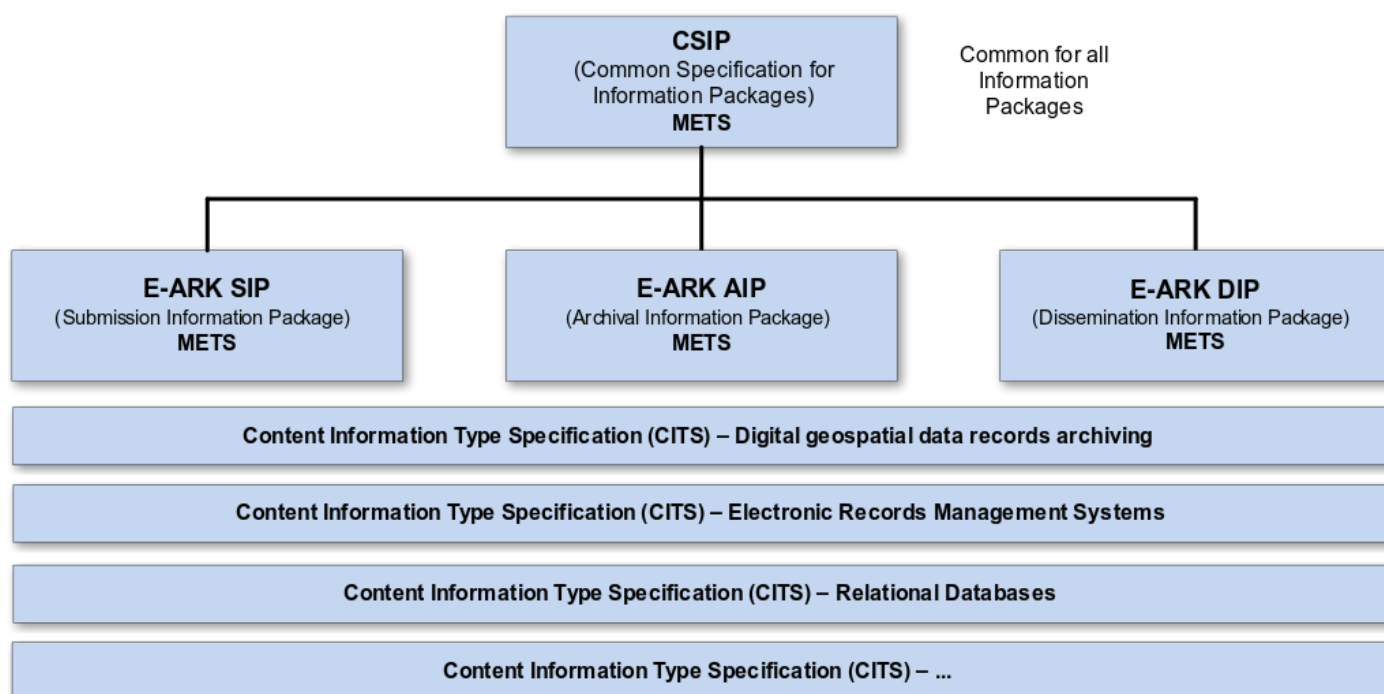 CSIP
(Common Specification for
Information Packages)
METS
Common for all
Information
Packages
E-ARK SIP
(Submission Information Package)
METS
E-ARK AIP
(Archival Information Package)
METS
E-ARK DIP
(Dissemination Information Package)
METS
Content Information Type Specification (CITS) – Digital geospatial data records archiving
Content Information Type Specification (CITS) – Electronic Records Management Systems
Content Information Type Specification (CITS) – Relational Databases
Content Information Type Specification (CITS) – ...